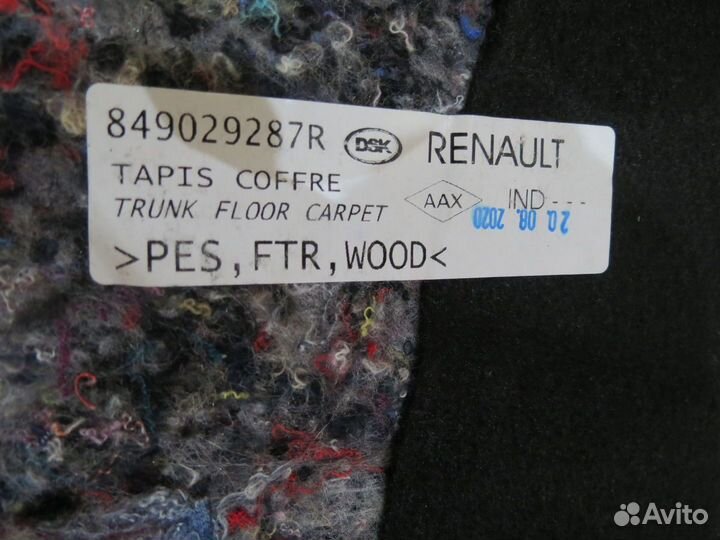 849029287R DSK RENAULT
TAPIS COFFRE AAX IND---
TRUNK FLOOR CARPET 20.08.2020
>PES,FTR,WOOD<
Avito